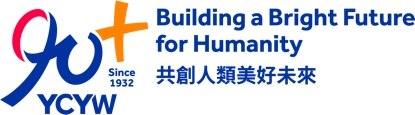 90+
Since
1932
YCYW
Building a Bright Future
for Humanity
共創人類美好未來